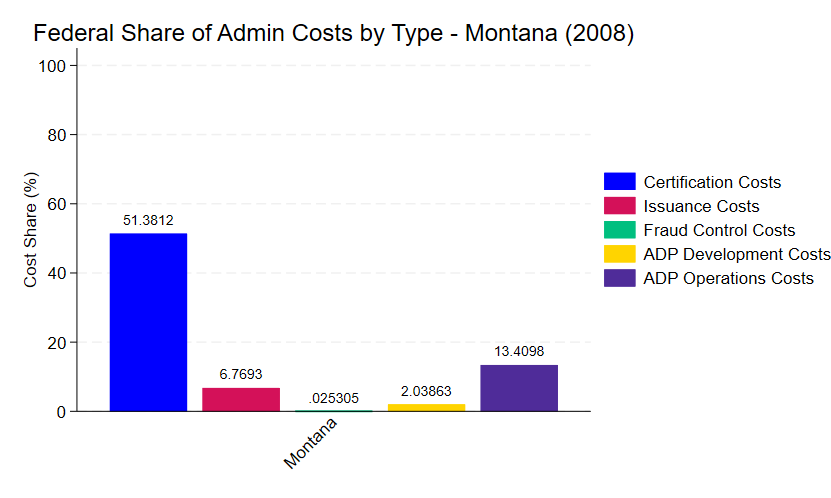 Federal Share of Admin Costs by Type - Montana (2008)
Cost Share (%)
100
80
60
40
20
0
51.3812
6.7693
.025305
2.03863
13.4098
Montana
Certification Costs
Issuance Costs
Fraud Control Costs
ADP Development Costs
ADP Operations Costs